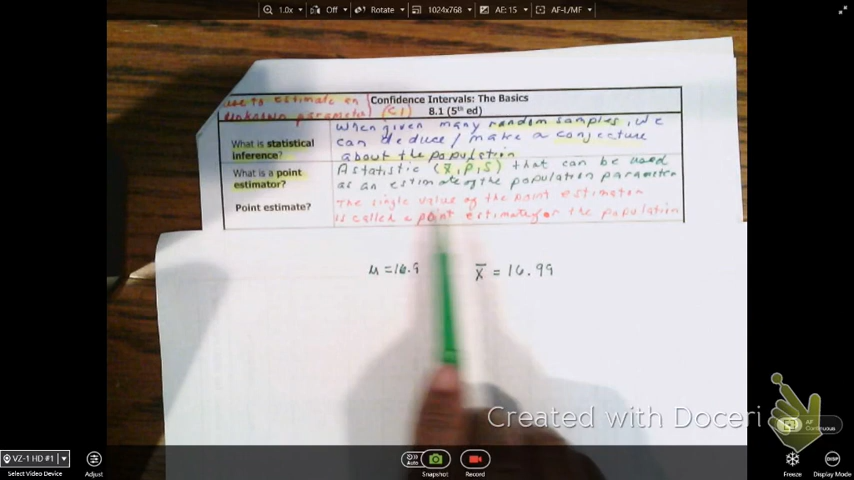 1.0x Off Rotate 1024x768 AE: 15 AF-L/MF
use to estimate an Confidence Intervals: The Basics
unknown parameter (CI) 8.1 (5th ed)
When given many random samples, we
What is statistical can deduce/make a conjecture
inference? about the population
What is a point A statistic (x̄, p, s) that can be used
estimator? as an estimate of the population parameter
Point estimate? The single value of the point estimator
is called a point estimate for the population
μ = 16.9 x̄ = 16.99
Created with Doceri
AF
Continuous
VZ-1 HD #1 Auto DISP
Select Video Device Adjust Snapshot Record Freeze Display Mode